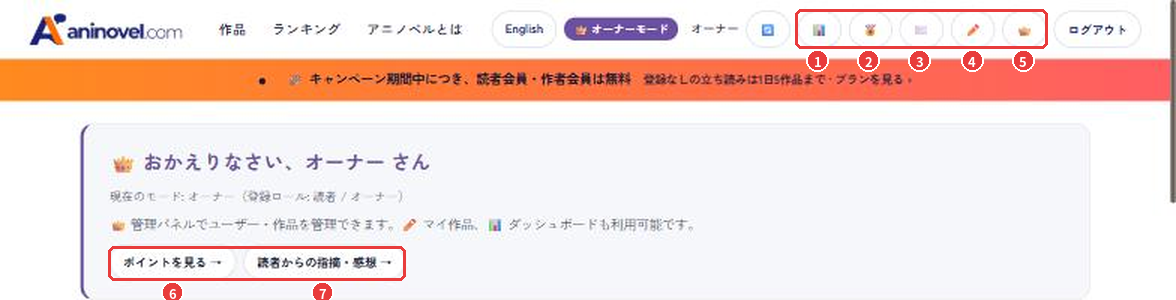 aninovel.com 作品 ランキング アニノベルとは English オーナーモード オーナー ログアウト
1 2 3 4 5
キャンペーン期間中につき、読者会員・作者会員は無料 登録なしの立ち読みは1日5作品まで・プランを見る ›
おかえりなさい、オーナー さん
現在のモード: オーナー（登録ロール: 読者 / オーナー）
管理パネルでユーザー・作品を管理できます。 マイ作品、 ダッシュボードも利用可能です。
ポイントを見る → 読者からの指摘・感想 →
6 7